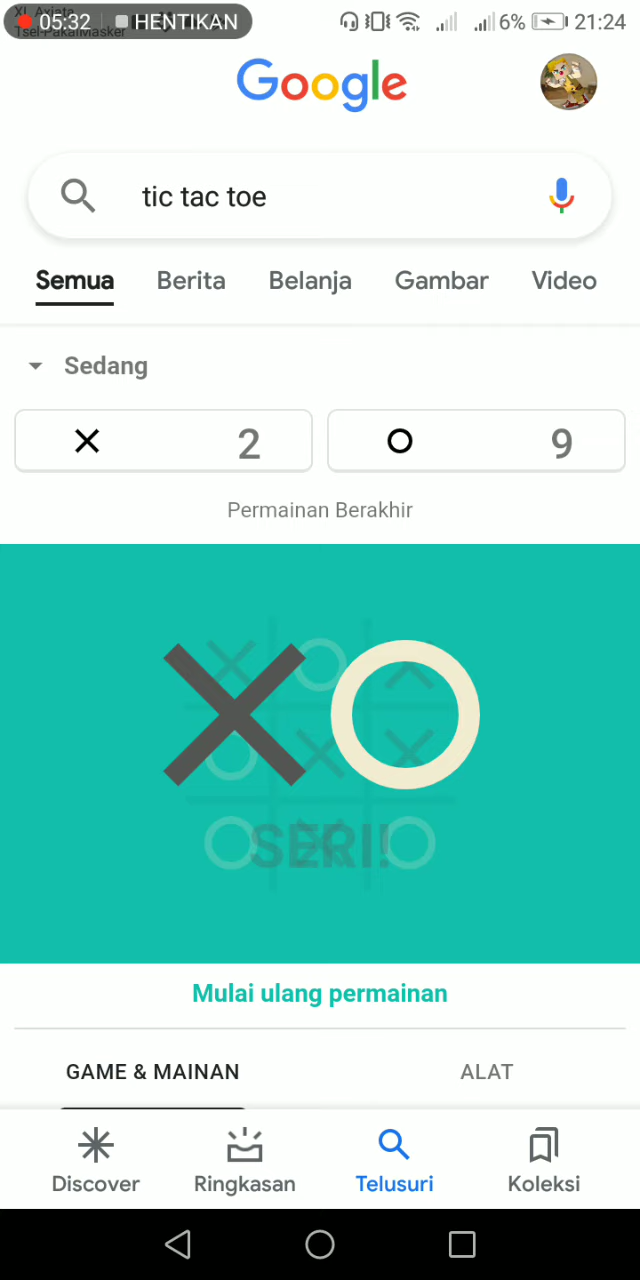 XL Axiata
Tsel-PakaiMasker
05:32 HENTIKAN
6% 21:24
Google
tic tac toe
Semua Berita Belanja Gambar Video
Sedang
2 9
Permainan Berakhir
SERI!
Mulai ulang permainan
GAME & MAINAN ALAT
Discover Ringkasan Telusuri Koleksi